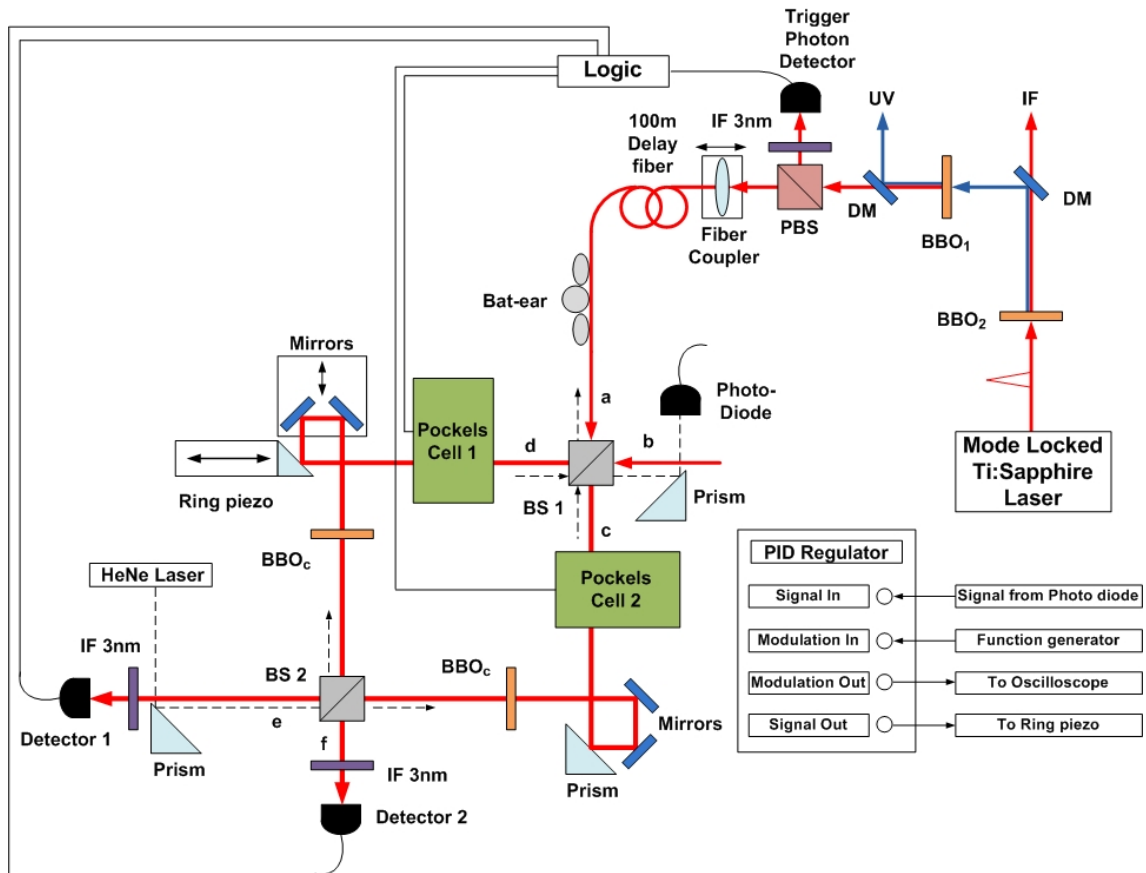 Trigger
Photon
Detector
Logic
UV
IF
100m
Delay
fiber
IF 3nm
DM
DM
PBS
BBO₁
Fiber
Coupler
Bat-ear
BBO₂
Mirrors
Photo-
Diode
a
Pockels
Cell 1
d
b
Mode Locked
Ti:Sapphire
Laser
Ring piezo
BS 1
Prism
c
BBOc
PID Regulator
HeNe Laser
Pockels
Cell 2
Signal In
Signal from Photo diode
IF 3nm
Modulation In
Function generator
BS 2
BBOc
Modulation Out
To Oscilloscope
Mirrors
e
Signal Out
To Ring piezo
Detector 1
f
Prism
IF 3nm
Prism
Detector 2